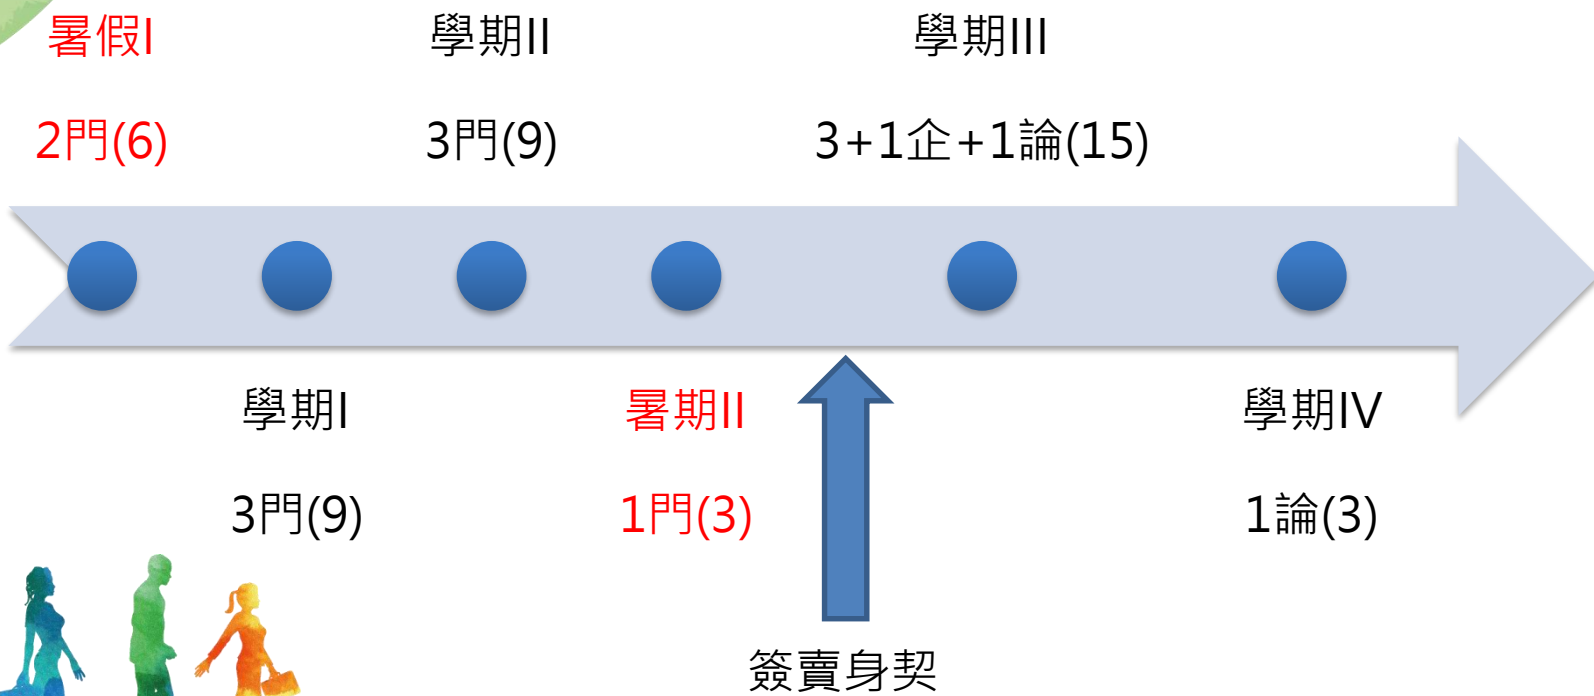 暑假I
學期II
學期III
2門(6)
3門(9)
3+1企+1論(15)
學期I
暑期II
學期IV
3門(9)
1門(3)
1論(3)
簽賣身契